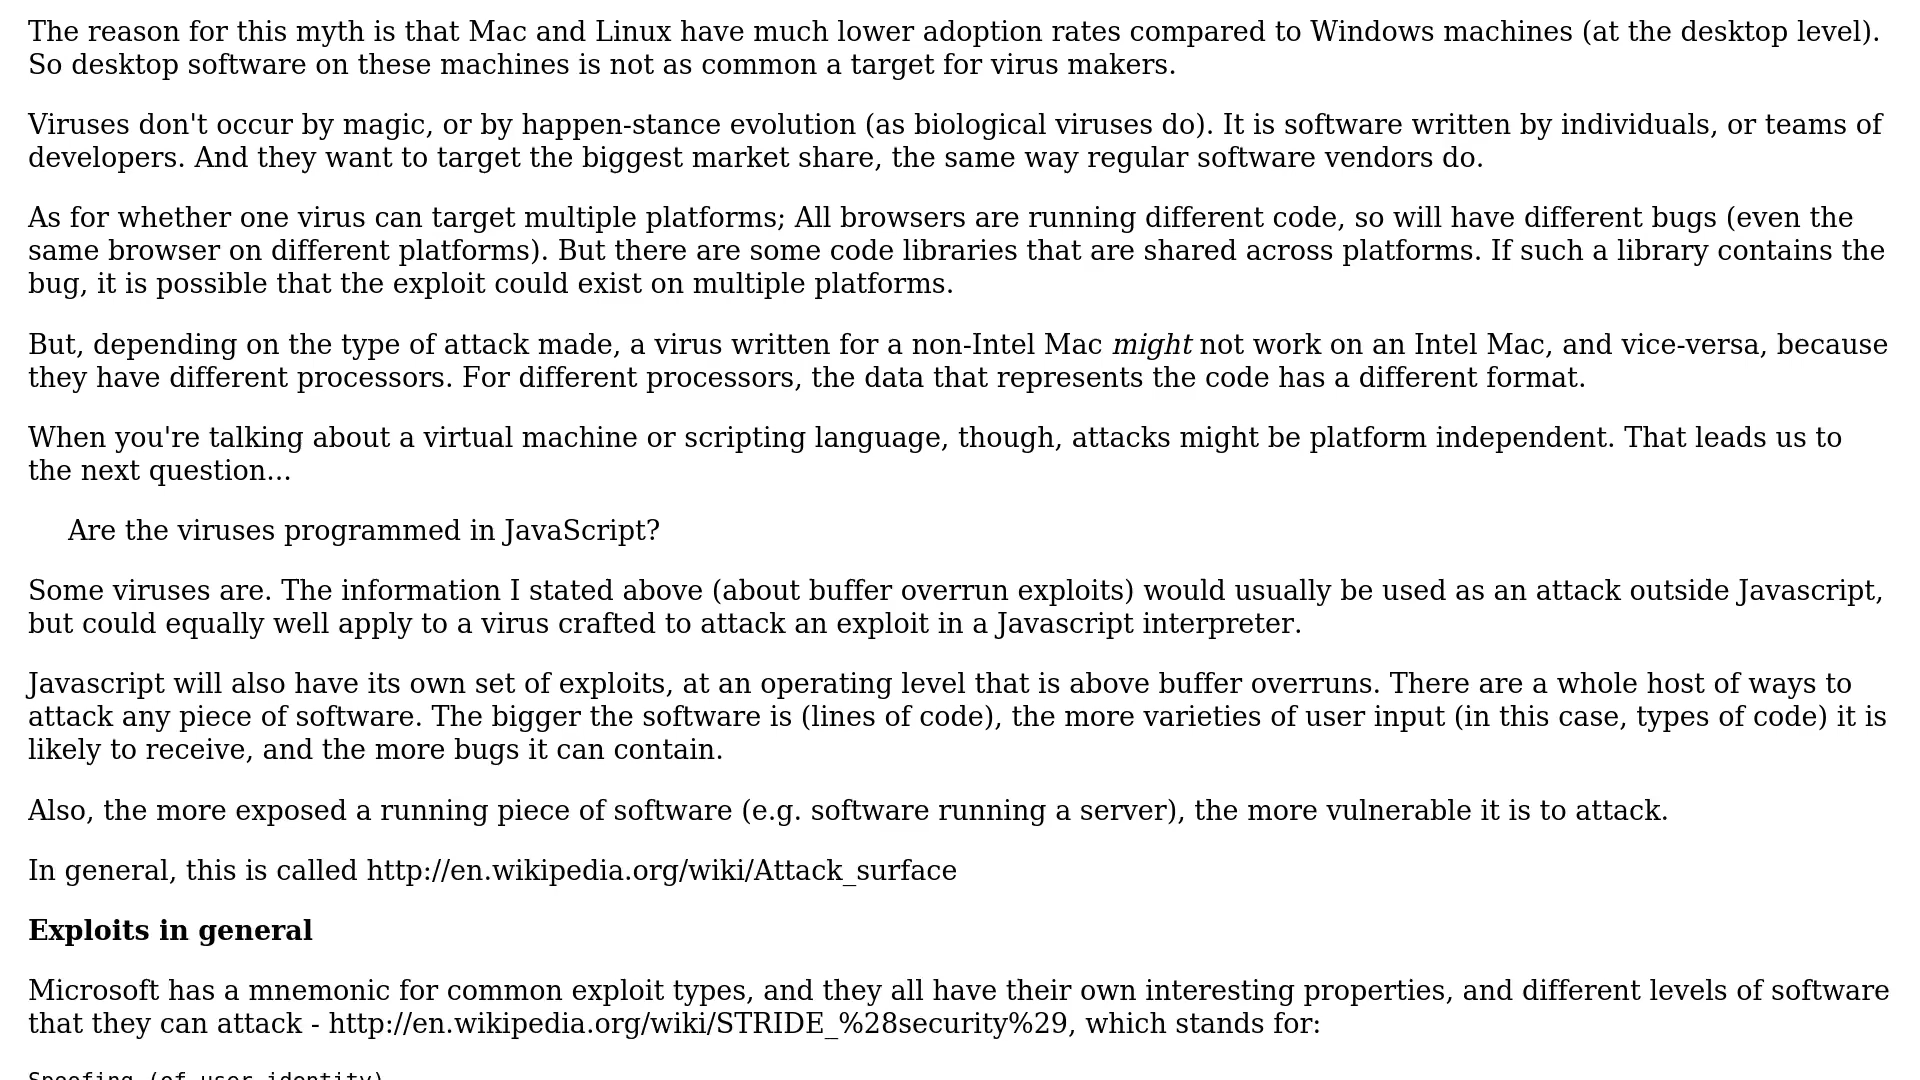 The reason for this myth is that Mac and Linux have much lower adoption rates compared to Windows machines (at the desktop level).
So desktop software on these machines is not as common a target for virus makers.
Viruses don't occur by magic, or by happen-stance evolution (as biological viruses do). It is software written by individuals, or teams of
developers. And they want to target the biggest market share, the same way regular software vendors do.
As for whether one virus can target multiple platforms; All browsers are running different code, so will have different bugs (even the
same browser on different platforms). But there are some code libraries that are shared across platforms. If such a library contains the
bug, it is possible that the exploit could exist on multiple platforms.
But, depending on the type of attack made, a virus written for a non-Intel Mac might not work on an Intel Mac, and vice-versa, because
they have different processors. For different processors, the data that represents the code has a different format.
When you're talking about a virtual machine or scripting language, though, attacks might be platform independent. That leads us to
the next question...
Are the viruses programmed in JavaScript?
Some viruses are. The information I stated above (about buffer overrun exploits) would usually be used as an attack outside Javascript,
but could equally well apply to a virus crafted to attack an exploit in a Javascript interpreter.
Javascript will also have its own set of exploits, at an operating level that is above buffer overruns. There are a whole host of ways to
attack any piece of software. The bigger the software is (lines of code), the more varieties of user input (in this case, types of code) it is
likely to receive, and the more bugs it can contain.
Also, the more exposed a running piece of software (e.g. software running a server), the more vulnerable it is to attack.
In general, this is called http://en.wikipedia.org/wiki/Attack_surface
Exploits in general
Microsoft has a mnemonic for common exploit types, and they all have their own interesting properties, and different levels of software
that they can attack - http://en.wikipedia.org/wiki/STRIDE_%28security%29, which stands for:
Spoofing (of user identity)